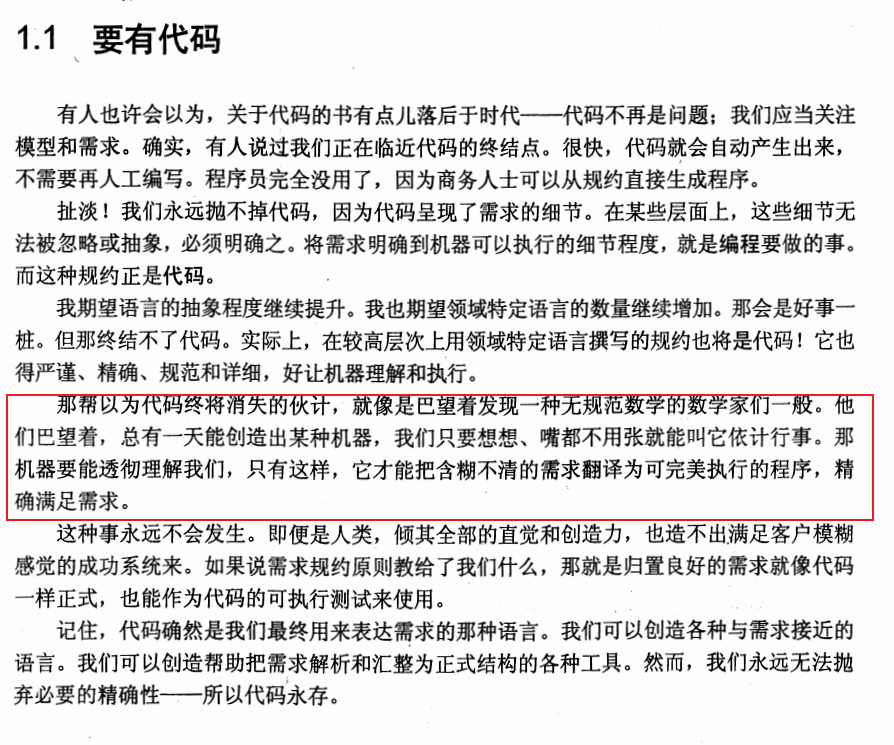 1.1 要有代码
有人也许会以为，关于代码的书有点儿落后于时代——代码不再是问题；我们应当关注
模型和需求。确实，有人说过我们正在临近代码的终结点。很快，代码就会自动产生出来，
不需要再人工编写。程序员完全没用了，因为商务人士可以从规约直接生成程序。
扯淡！我们永远抛不掉代码，因为代码呈现了需求的细节。在某些层面上，这些细节无
法被忽略或抽象，必须明确之。将需求明确到机器可以执行的细节程度，就是编程要做的事。
而这种规约正是代码。
我期望语言的抽象程度继续提升。我也期望领域特定语言的数量继续增加。那会是好事一
桩。但那终结不了代码。实际上，在较高层次上用领域特定语言撰写的规约也将是代码！它也
得严谨、精确、规范和详细，好让机器理解和执行。
那帮以为代码终将消失的伙计，就像是巴望着发现一种无规范数学的数学家们一般。他
们巴望着，总有一天能创造出某种机器，我们只要想想、嘴都不用张就能叫它依计行事。那
机器要能透彻理解我们，只有这样，它才能把含糊不清的需求翻译为可完美执行的程序，精
确满足需求。
这种事永远不会发生。即便是人类，倾其全部的直觉和创造力，也造不出满足客户模糊
感觉的成功系统来。如果说需求规约原则教给了我们什么，那就是归置良好的需求就像代码
一样正式，也能作为代码的可执行测试来使用。
记住，代码确然是我们最终用来表达需求的那种语言。我们可以创造各种与需求接近的
语言。我们可以创造帮助把需求解析和汇整为正式结构的各种工具。然而，我们永远无法抛
弃必要的精确性——所以代码永存。